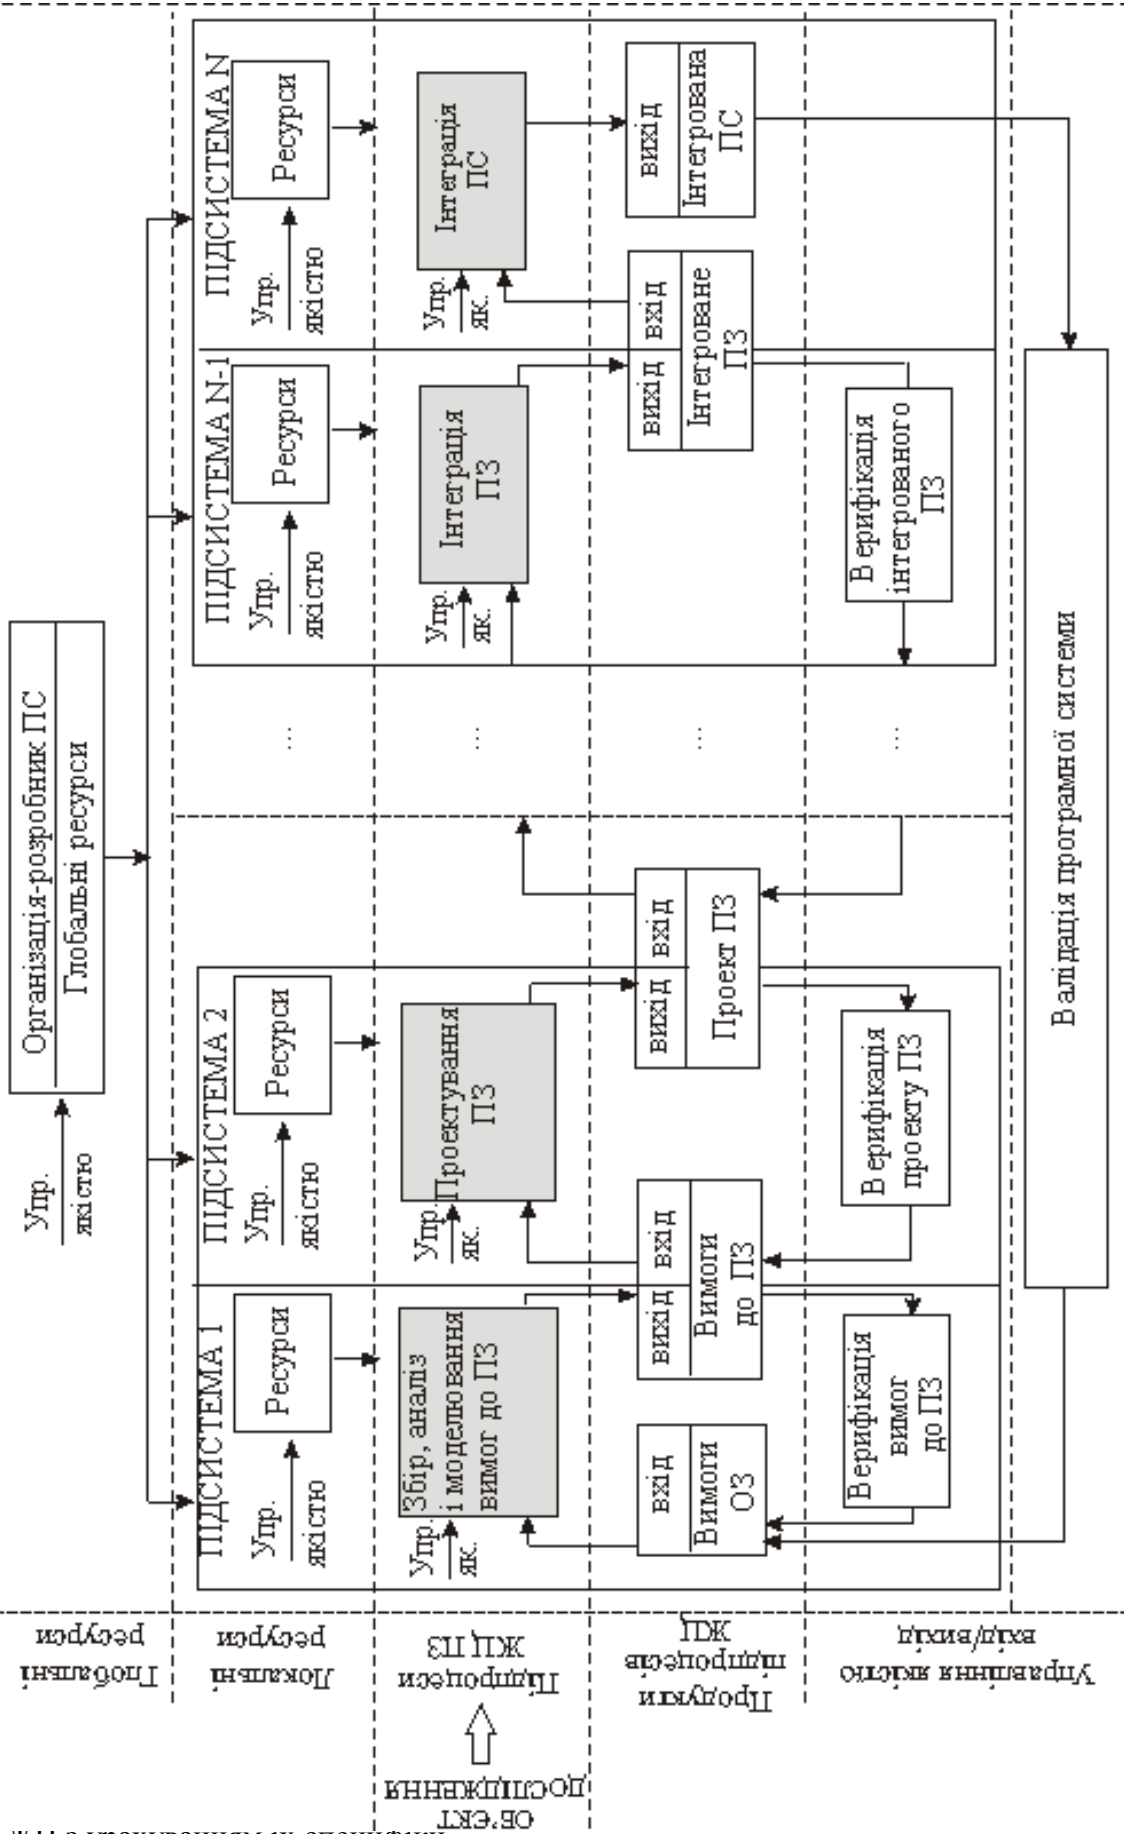 Організація-розробник ПС
Глобальні ресурси
Упр.
якістю
ПІДСИСТЕМА 1
Ресурси
Упр.
якістю
ПІДСИСТЕМА 2
Ресурси
Упр.
якістю
...
ПІДСИСТЕМА N-1
Ресурси
Упр.
якістю
ПІДСИСТЕМА N
Ресурси
Упр.
якістю
Збір, аналіз
і моделювання
вимог до ПЗ
Упр.
як.
Проектування
ПЗ
Упр.
як.
...
Інтеграція
ПЗ
Упр.
як.
Інтеграція
ПС
Упр.
як.
вхід
Вимоги
ОЗ
вихід
вхід
Вимоги
до ПЗ
вихід
вхід
Проект ПЗ
...
вихід
вхід
Інтегроване
ПЗ
вихід
Інтегрована
ПС
Верифікація
вимог
до ПЗ
Верифікація
проекту ПЗ
...
Верифікація
інтегрованого
ПЗ
Валідація програмної системи
Глобальні
ресурси
Локальні
ресурси
Підпроцеси
ЖЦ ПЗ
Продукти
підпроцесів
ЖЦ
Управління якістю
вхід/вихід
ОБ'ЄКТ
ДОСЛІДЖЕННЯ